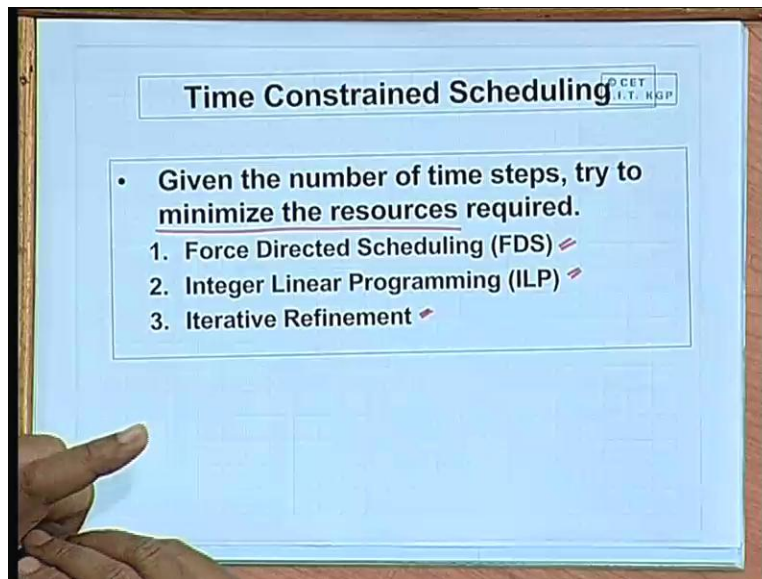 Time Constrained Scheduling
© CET
I.I.T. KGP
• Given the number of time steps, try to
minimize the resources required.
1. Force Directed Scheduling (FDS)
2. Integer Linear Programming (ILP)
3. Iterative Refinement